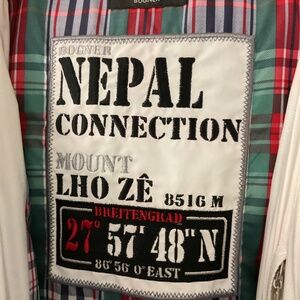 BOGNER
BOGNER
NEPAL
CONNECTION
MOUNT
LHO ZÊ 8516 M
BREITENGRAD
27° 57' 48" N
86° 56' 0" EAST